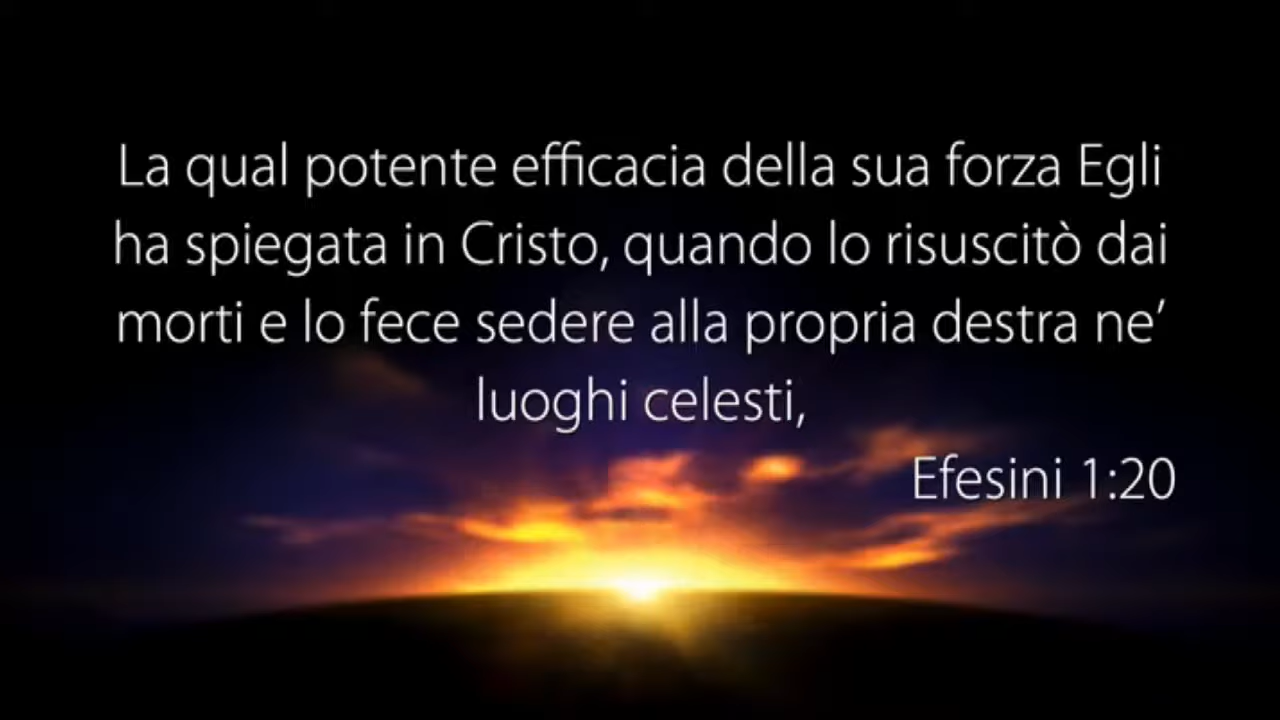 La qual potente efficacia della sua forza Egli
ha spiegata in Cristo, quando lo risuscitò dai
morti e lo fece sedere alla propria destra ne’
luoghi celesti,
Efesini 1:20